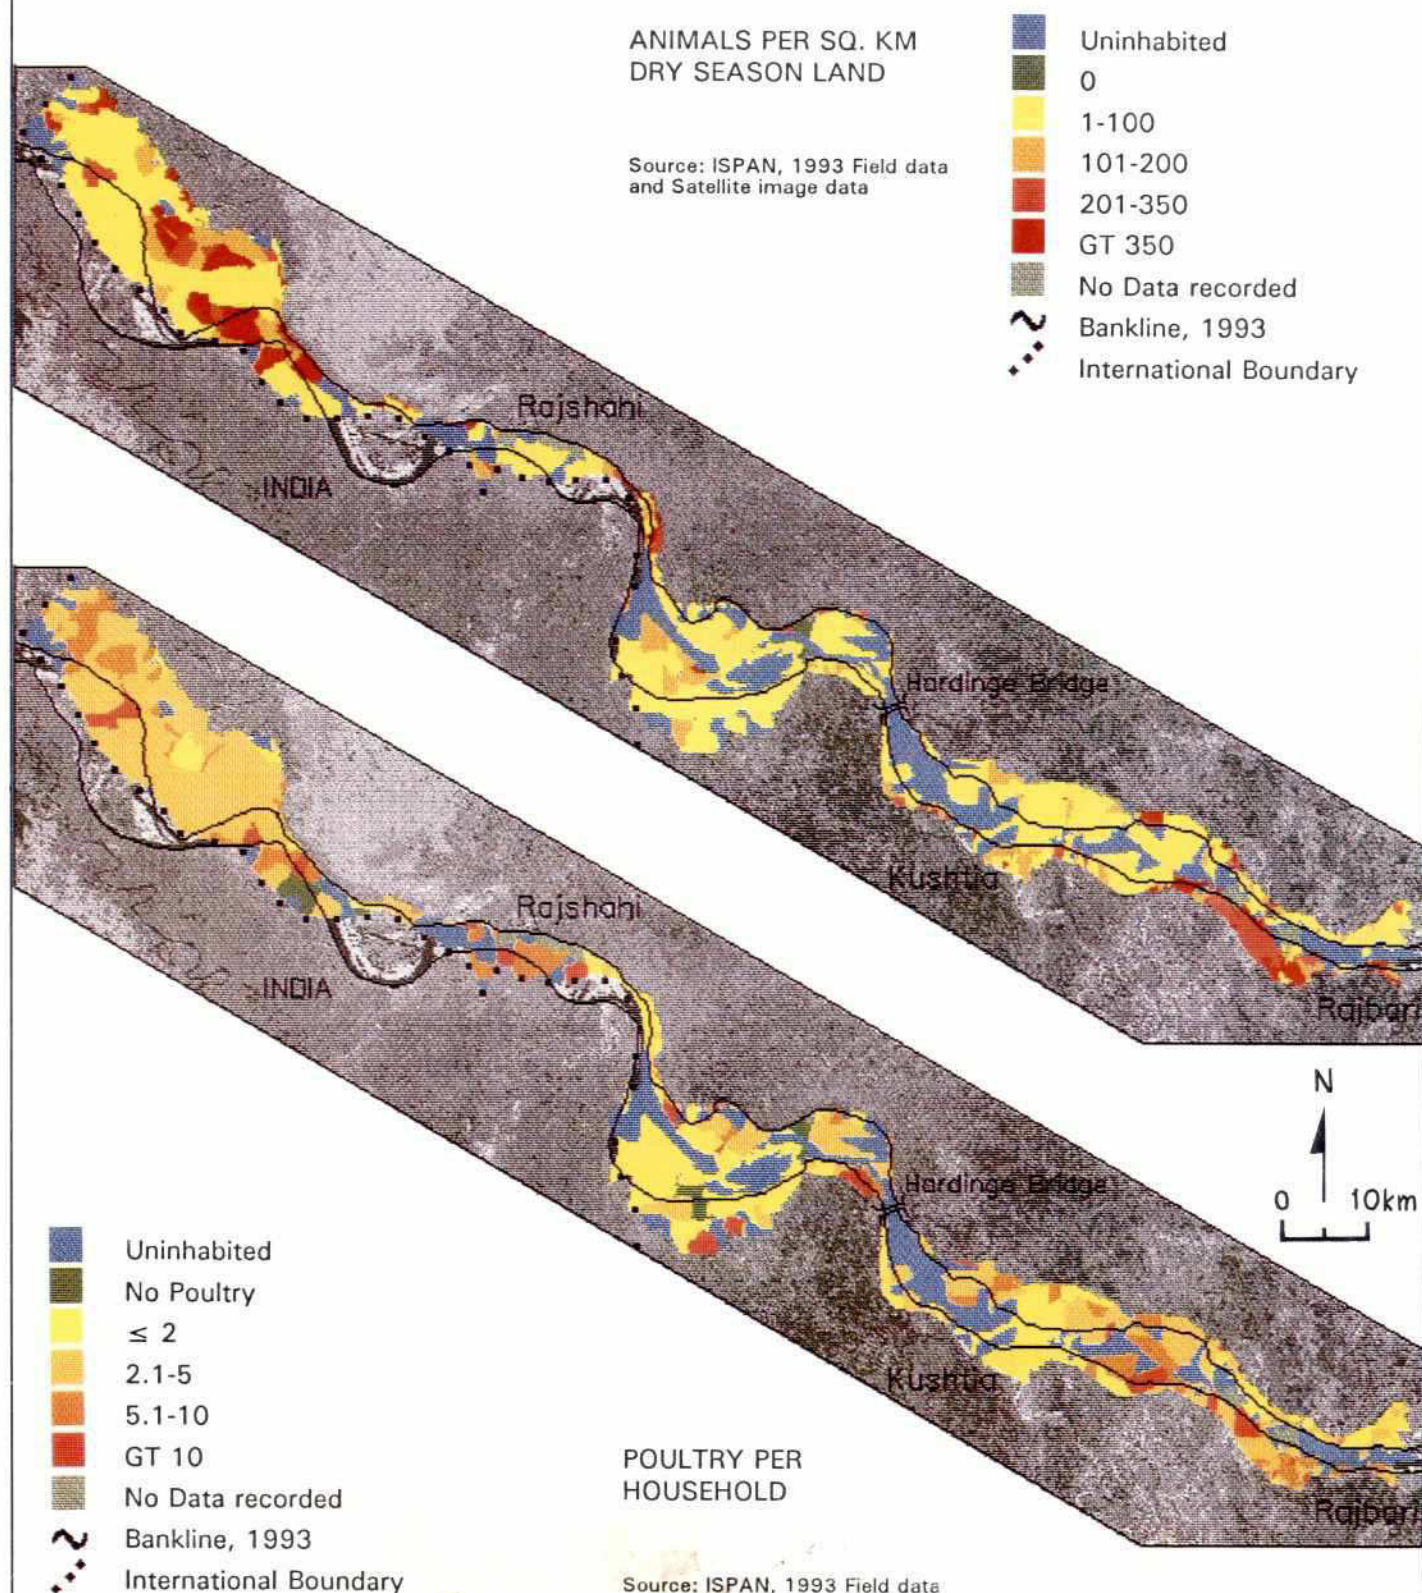 ANIMALS PER SQ. KM
DRY SEASON LAND
Source: ISPAN, 1993 Field data
and Satellite image data
Uninhabited
0
1-100
101-200
201-350
GT 350
No Data recorded
Bankline, 1993
International Boundary
Rajshahi
INDIA
Hardinge Bridge
Kushtia
Rajbari
N
0 10km
Rajshahi
INDIA
Hardinge Bridge
Kushtia
Rajbari
Uninhabited
No Poultry
≤ 2
2.1-5
5.1-10
GT 10
No Data recorded
Bankline, 1993
International Boundary
POULTRY PER
HOUSEHOLD
Source: ISPAN, 1993 Field data